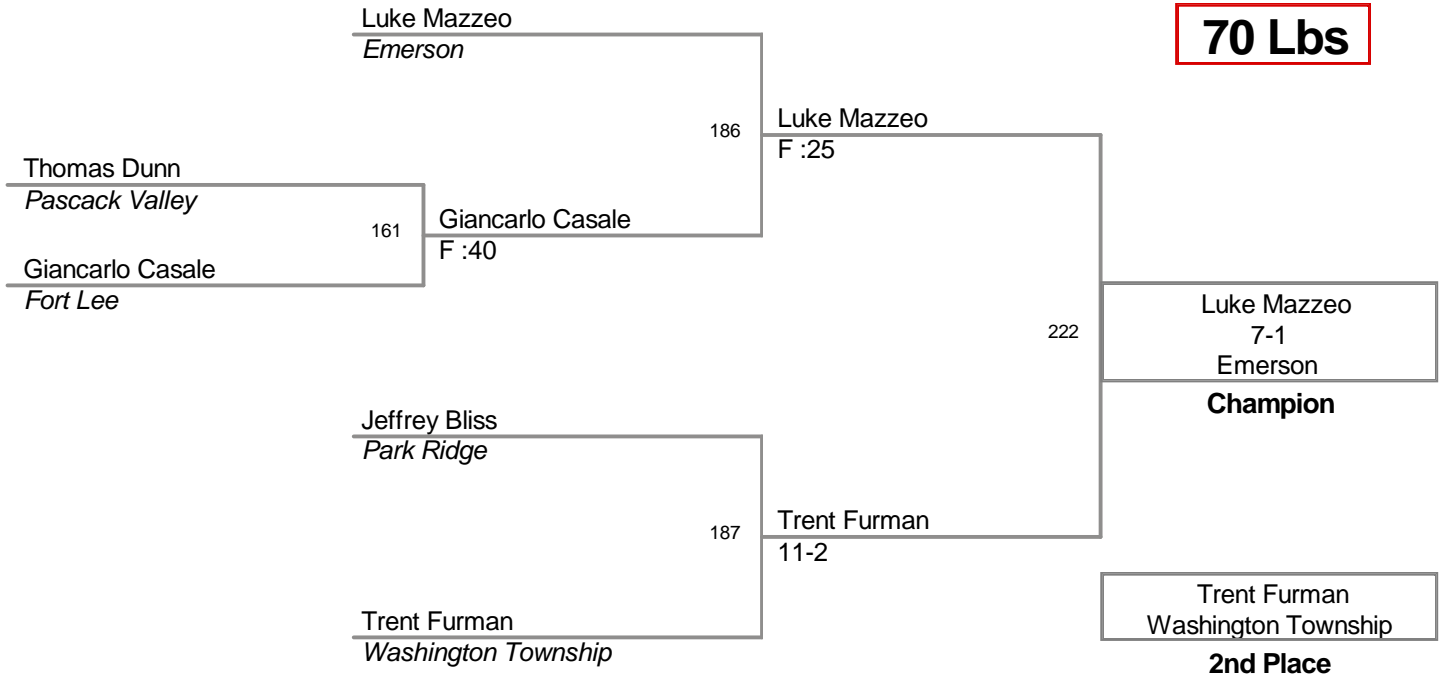 70 Lbs
Luke Mazzeo
Emerson
186
Luke Mazzeo
F :25
Thomas Dunn
Pascack Valley
161
Giancarlo Casale
F :40
Giancarlo Casale
Fort Lee
222
Luke Mazzeo
7-1
Emerson
Champion
Jeffrey Bliss
Park Ridge
187
Trent Furman
11-2
Trent Furman
Washington Township
Trent Furman
Washington Township
2nd Place